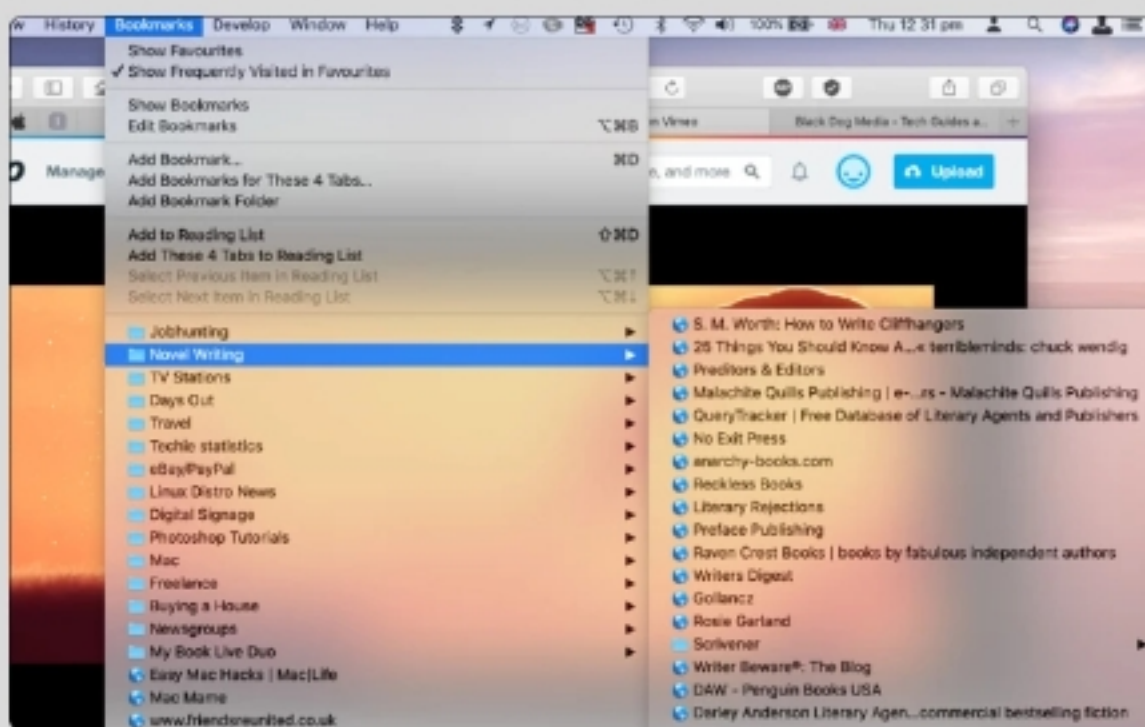 History Bookmarks Develop Window Help 100% Thu 12:31 pm
Show Favourites
✓ Show Frequently Visited in Favourites
Show Bookmarks
Edit Bookmarks ⌥⌘B
Add Bookmark... ⌘D
Add Bookmarks for These 4 Tabs...
Add Bookmark Folder
Add to Reading List ⇧⌘D
Add These 4 Tabs to Reading List
Select Previous Item in Reading List ⌥⌘↑
Select Next Item in Reading List ⌥⌘↓
Jobhunting
Novel Writing
TV Stations
Days Out
Travel
Techie statistics
eBay/PayPal
Linux Distro News
Digital Signage
Photoshop Tutorials
Mac
Freelance
Buying a House
Newsgroups
My Book Live Duo
Easy Mac Hacks | Mac|Life
Mac Mame
www.friendsreunited.co.uk
n Vimeo Black Dog Media - Tech Guides a...
Manage e, and more Upload
S. M. Worth: How to Write Cliffhangers
25 Things You Should Know A...« terribleminds: chuck wendig
Preditors & Editors
Malachite Quills Publishing | e-...rs - Malachite Quills Publishing
QueryTracker | Free Database of Literary Agents and Publishers
No Exit Press
anarchy-books.com
Reckless Books
Literary Rejections
Preface Publishing
Raven Crest Books | books by fabulous independent authors
Writers Digest
Gollancz
Rosie Garland
Scrivener
Writer Beware®: The Blog
DAW - Penguin Books USA
Darley Anderson Literary Agen...commercial bestselling fiction